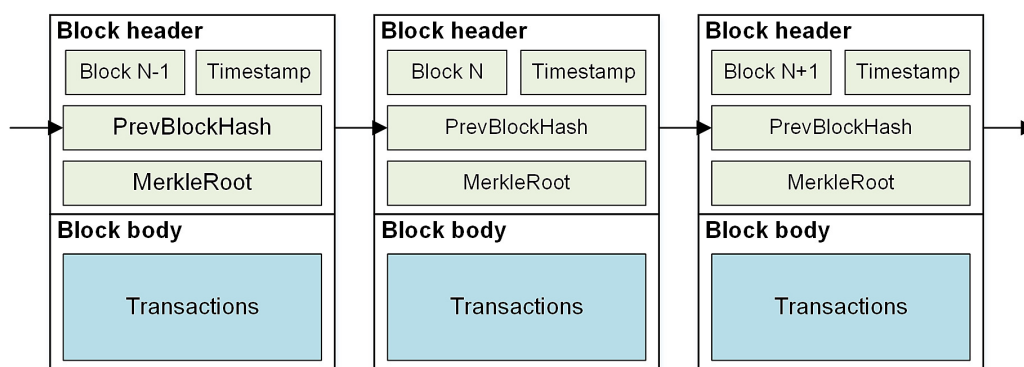 Block header
Block N-1 Timestamp
PrevBlockHash
MerkleRoot
Block body
Transactions
Block header
Block N Timestamp
PrevBlockHash
MerkleRoot
Block body
Transactions
Block header
Block N+1 Timestamp
PrevBlockHash
MerkleRoot
Block body
Transactions